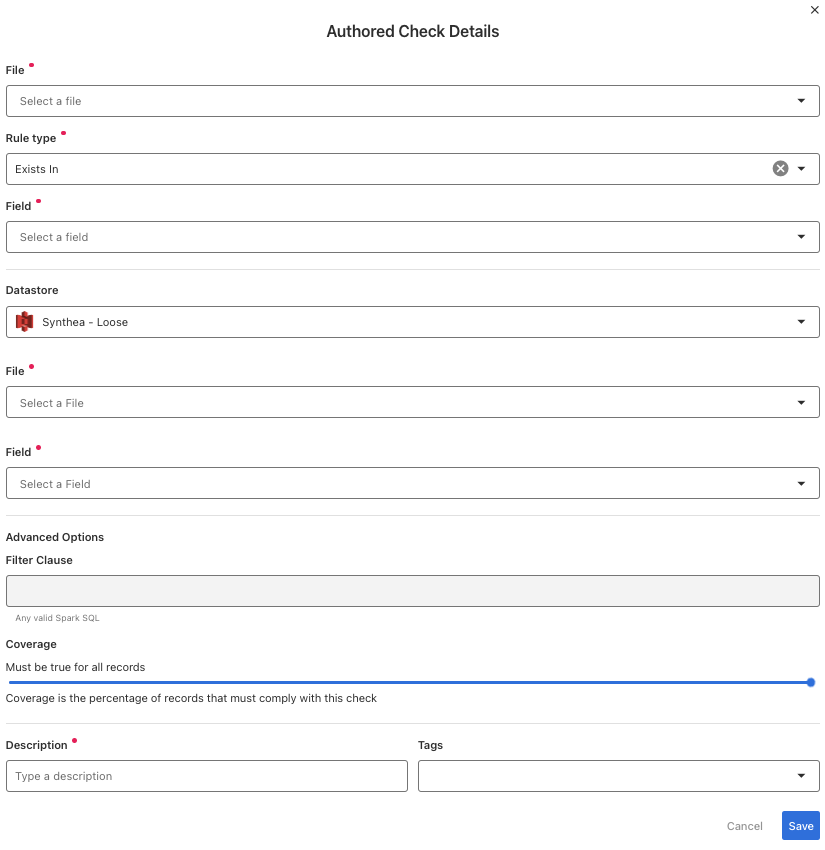 Authored Check Details
File
Select a file
Rule type
Exists In
Field
Select a field
Datastore
Synthea - Loose
File
Select a File
Field
Select a Field
Advanced Options
Filter Clause
Any valid Spark SQL
Coverage
Must be true for all records
Coverage is the percentage of records that must comply with this check
Description
Type a description
Tags
Cancel
Save